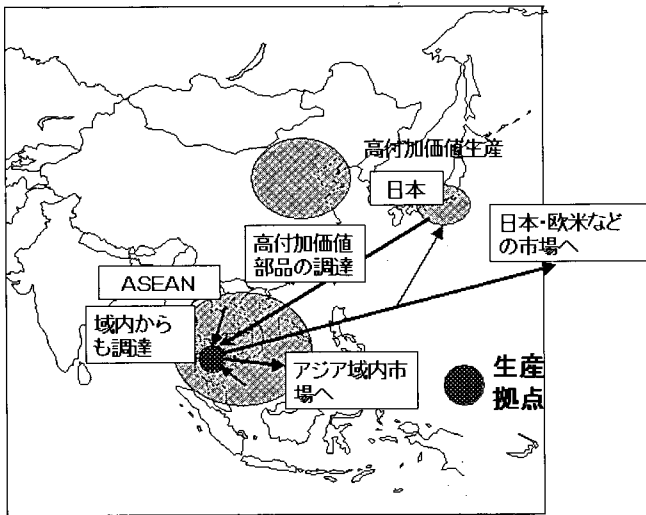 高付加価値生産
日本
日本・欧米など
の市場へ
高付加価値
部品の調達
ASEAN
域内から
も調達
アジア域内市
場へ
生産
拠点